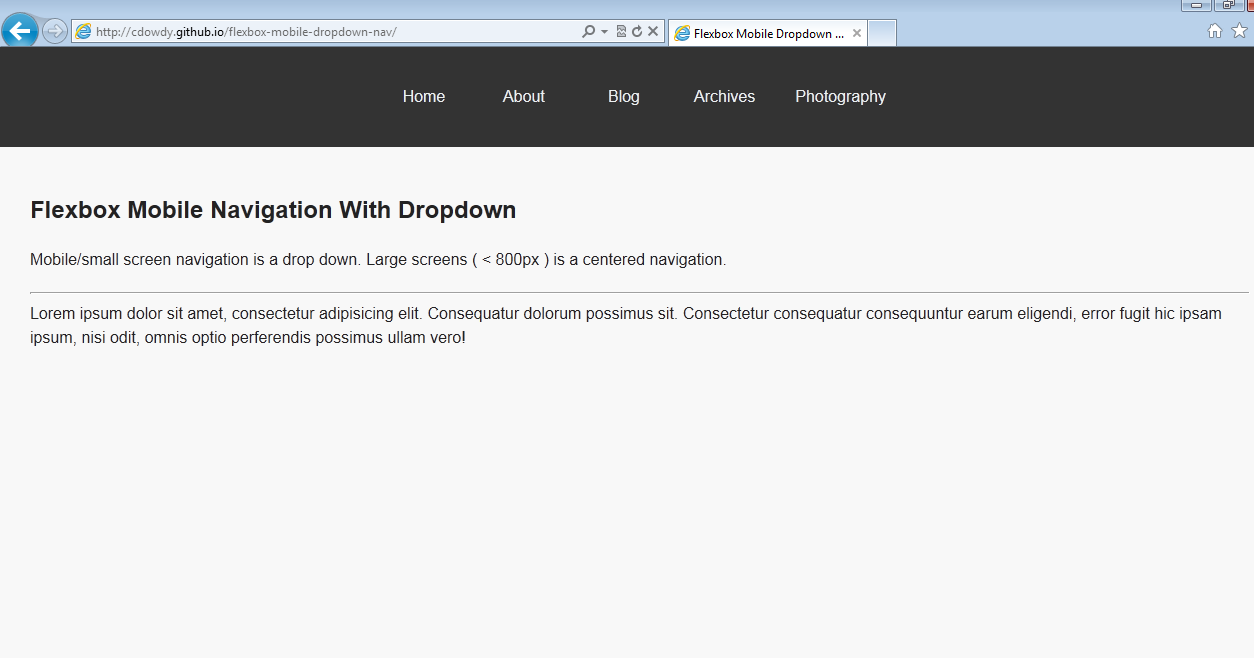 http://cdowdy.github.io/flexbox-mobile-dropdown-nav/
Flexbox Mobile Dropdown ...
Home About Blog Archives Photography
Flexbox Mobile Navigation With Dropdown
Mobile/small screen navigation is a drop down. Large screens ( < 800px ) is a centered navigation.
Lorem ipsum dolor sit amet, consectetur adipisicing elit. Consequatur dolorum possimus sit. Consectetur consequatur consequuntur earum eligendi, error fugit hic ipsam
ipsum, nisi odit, omnis optio perferendis possimus ullam vero!